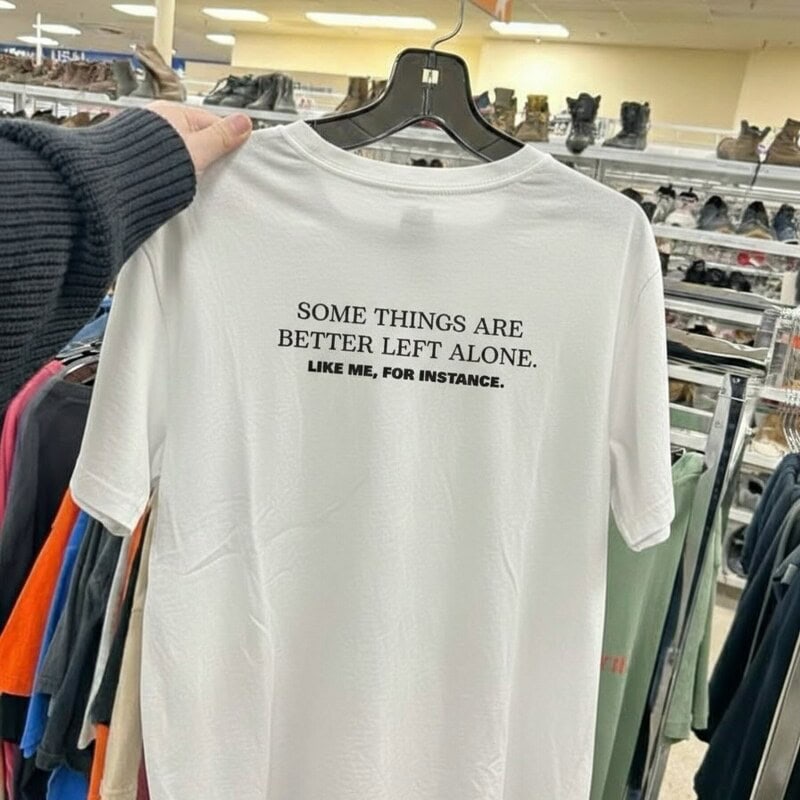 SOME THINGS ARE
BETTER LEFT ALONE.
LIKE ME, FOR INSTANCE.